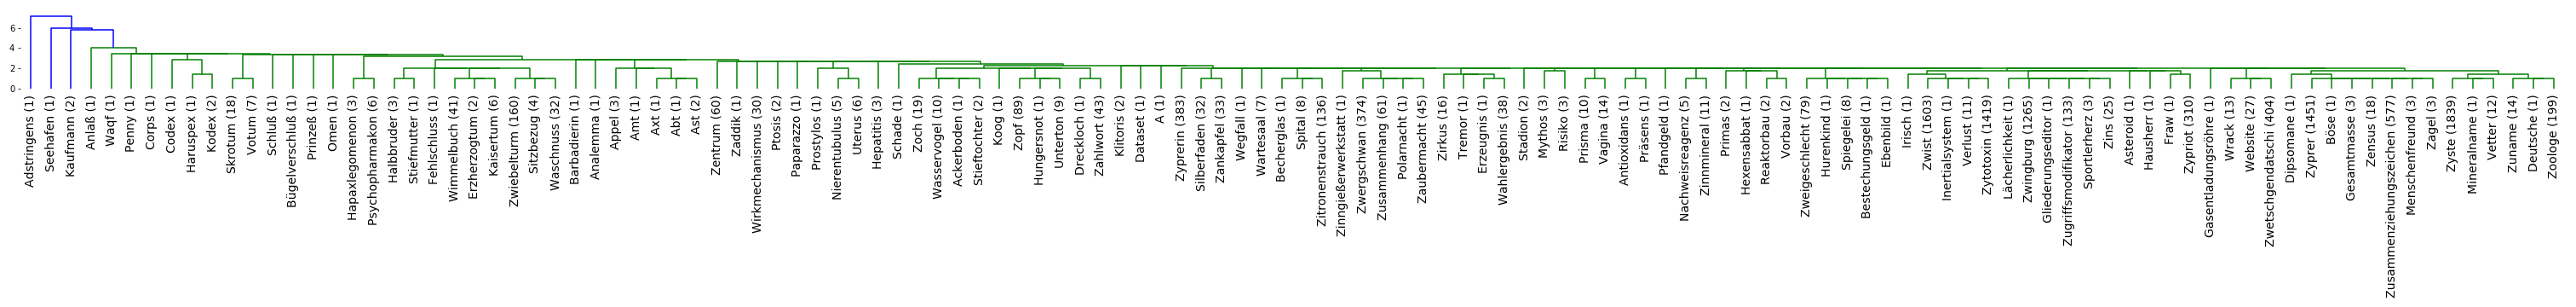 6
4
2
0
Adstringens (1)
Seehafen (1)
Kaufmann (2)
Anlaß (1)
Waqf (1)
Penny (1)
Corps (1)
Codex (1)
Haruspex (1)
Kodex (2)
Skrotum (18)
Votum (7)
Schluß (1)
Bügelverschluß (1)
Prinzeß (1)
Omen (1)
Hapaxlegomenon (3)
Psychopharmakon (6)
Halbbruder (3)
Stiefmutter (1)
Fehlschluss (1)
Wimmelbuch (41)
Erzherzogtum (2)
Kaisertum (6)
Zwiebelturm (160)
Sitzbezug (4)
Waschnuss (32)
Barbadierin (1)
Analemma (1)
Appel (3)
Amt (1)
Axt (1)
Abt (1)
Ast (2)
Zentrum (60)
Zaddik (1)
Wirkmechanismus (30)
Ptosis (2)
Paparazzo (1)
Prostylos (1)
Nierentubulus (5)
Uterus (6)
Hepatitis (3)
Schade (1)
Zoch (19)
Wasservogel (10)
Ackerboden (1)
Stieftochter (2)
Koog (1)
Zopf (89)
Hungersnot (1)
Unterton (9)
Dreckloch (1)
Zahlwort (43)
Klitoris (2)
Dataset (1)
A (1)
Zyprerin (383)
Silberfaden (32)
Zankapfel (33)
Wegfall (1)
Wartesaal (7)
Becherglas (1)
Spital (8)
Zitronenstrauch (136)
Zinngießerwerkstatt (1)
Zwergschwan (374)
Zusammenhang (61)
Polarnacht (1)
Zaubermacht (45)
Zirkus (16)
Tremor (1)
Erzeugnis (1)
Wahlergebnis (38)
Stadion (2)
Mythos (3)
Risiko (3)
Prisma (10)
Vagina (14)
Antioxidans (1)
Präsens (1)
Pfandgeld (1)
Nachweisreagenz (5)
Zinnmineral (11)
Primas (2)
Hexensabbat (1)
Reaktorbau (2)
Vorbau (2)
Zweigeschlecht (79)
Hurenkind (1)
Spiegelei (8)
Bestechungsgeld (1)
Ebenbild (1)
Irisch (1)
Zwist (1603)
Inertialsystem (1)
Verlust (11)
Zytotoxin (1419)
Lächerlichkeit (1)
Zwingburg (1265)
Gliederungseditor (1)
Zugriffsmodifikator (133)
Sportlerherz (3)
Zins (25)
Asteroid (1)
Hausherr (1)
Fraw (1)
Zypriot (310)
Gasentladungsröhre (1)
Wrack (13)
Website (27)
Zwetschgendatschi (404)
Dipsomane (1)
Zyprer (1451)
Böse (1)
Gesamtmasse (3)
Zensus (18)
Zusammenziehungszeichen (577)
Menschenfreund (3)
Zagel (3)
Zyste (1839)
Mineralname (1)
Vetter (12)
Zuname (14)
Deutsche (1)
Zoologe (199)